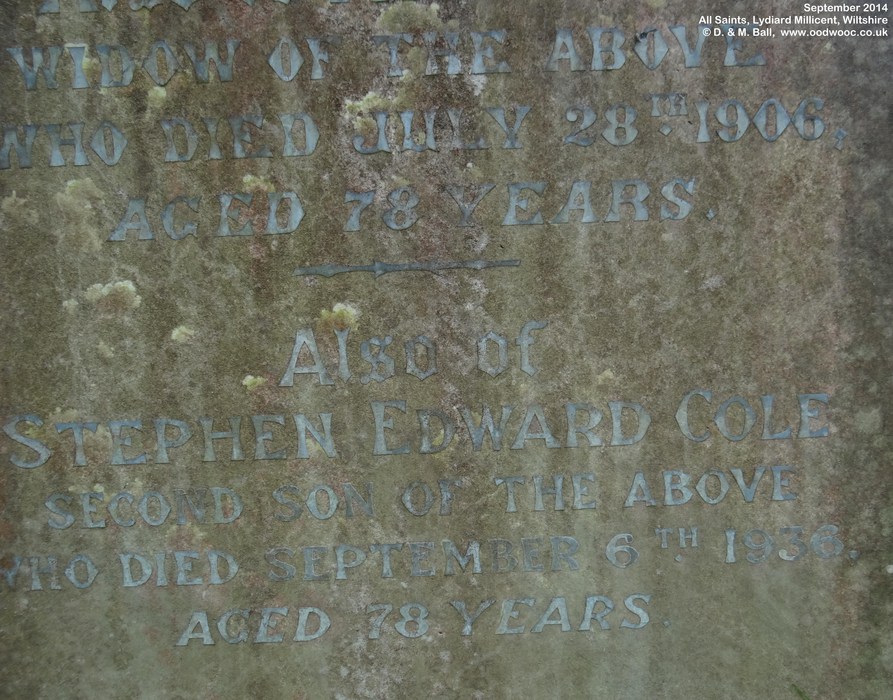 September 2014
All Saints, Lydiard Millicent, Wiltshire
© D. & M. Ball, www.oodwooc.co.uk
WIDOW OF THE ABOVE
WHO DIED JULY 28TH 1906,
AGED 78 YEARS.
Also of
STEPHEN EDWARD COLE
SECOND SON OF THE ABOVE
WHO DIED SEPTEMBER 6TH 1936,
AGED 78 YEARS.